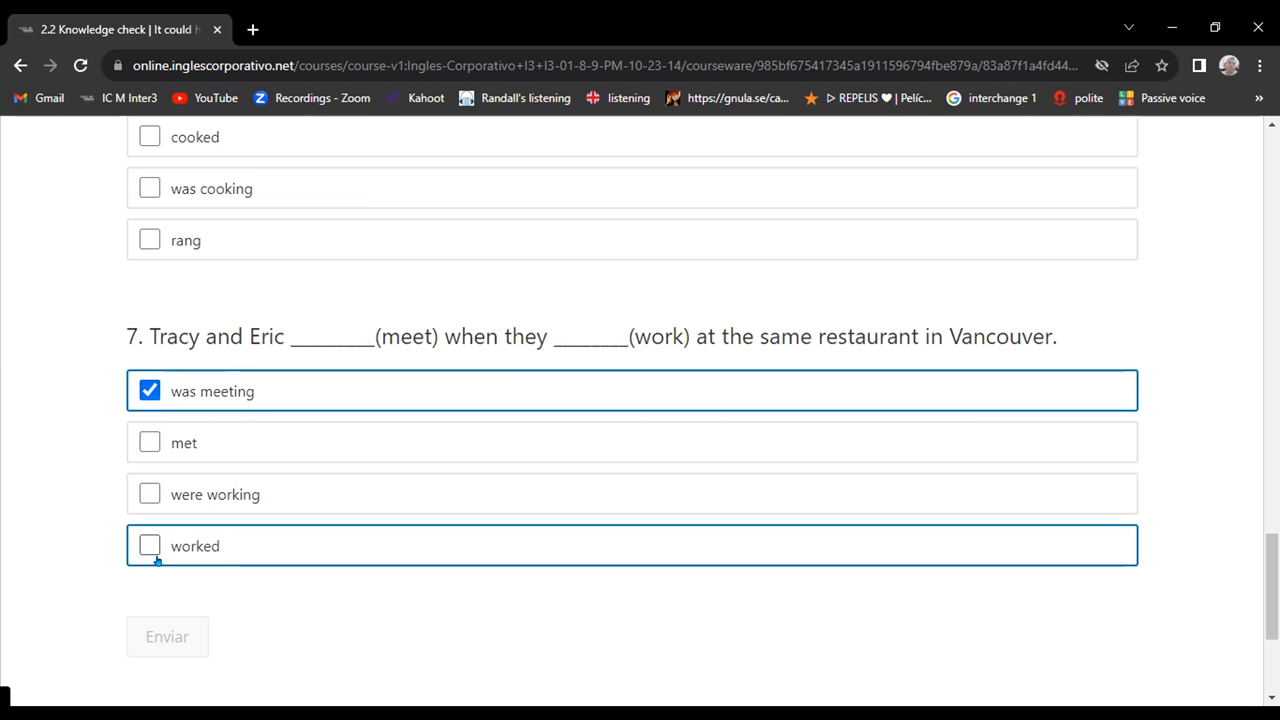 2.2 Knowledge check | It could h
online.inglescorporativo.net/courses/course-v1:Ingles-Corporativo+I3+I3-01-8-9-PM-10-23-14/courseware/985bf675417345a1911596794fbe879a/83a87f1a4fd44...
Gmail IC M Inter3 YouTube Recordings - Zoom Kahoot Randall's listening listening https://gnula.se/ca... ▷ REPELIS ♥ | Pelíc... interchange 1 polite Passive voice »
cooked
was cooking
rang
7. Tracy and Eric _________(meet) when they ________(work) at the same restaurant in Vancouver.
was meeting
met
were working
worked
Enviar